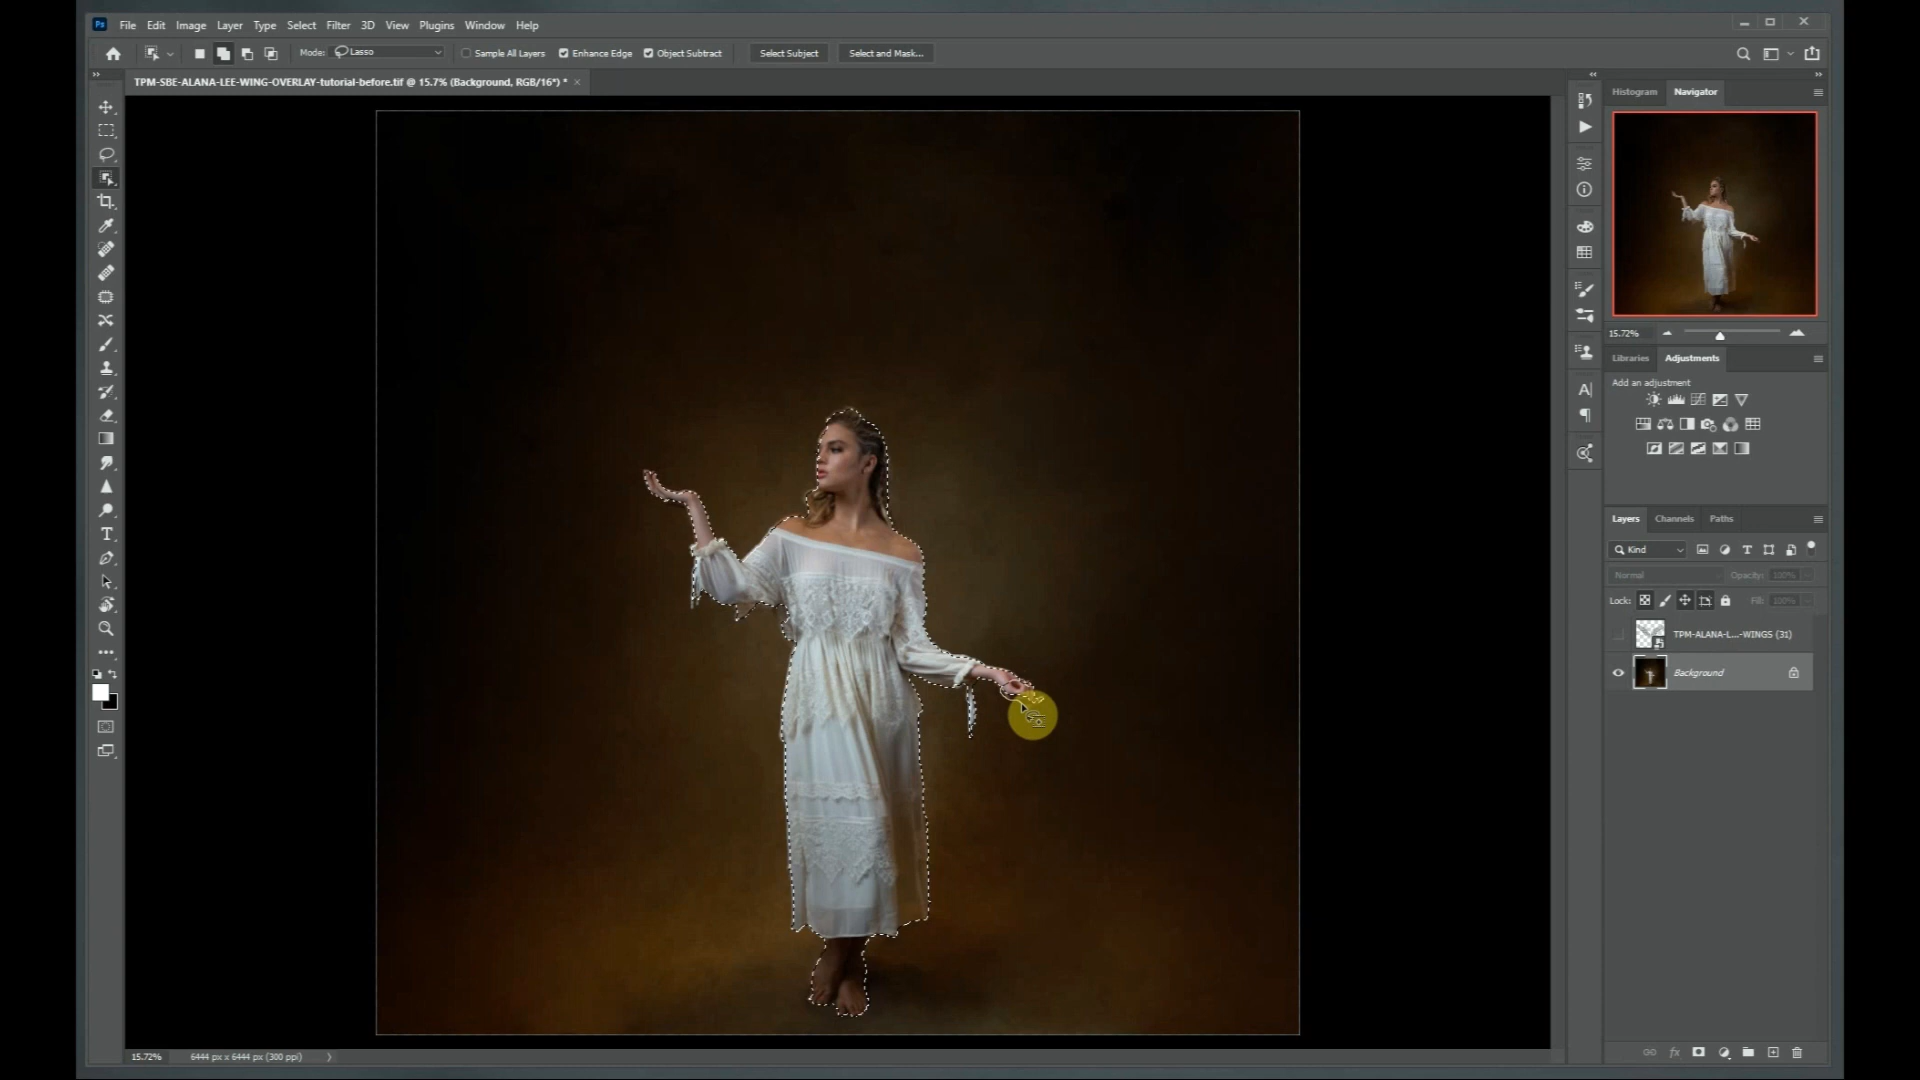 Ps File Edit Image Layer Type Select Filter 3D View Plugins Window Help
Mode: Lasso Sample All Layers Enhance Edge Object Subtract Select Subject Select and Mask...
TPM-SBE-ALANA-LEE-WING-OVERLAY-tutorial-before.tif @ 15.7% (Background, RGB/16*) *
Histogram Navigator
15.72%
Libraries Adjustments
Add an adjustment
Layers Channels Paths
Kind
Normal Opacity: 100%
Lock: Fill: 100%
TPM-ALANA-L...-WINGS (31)
Background
15.72% 6444 px x 6444 px (300 ppi)